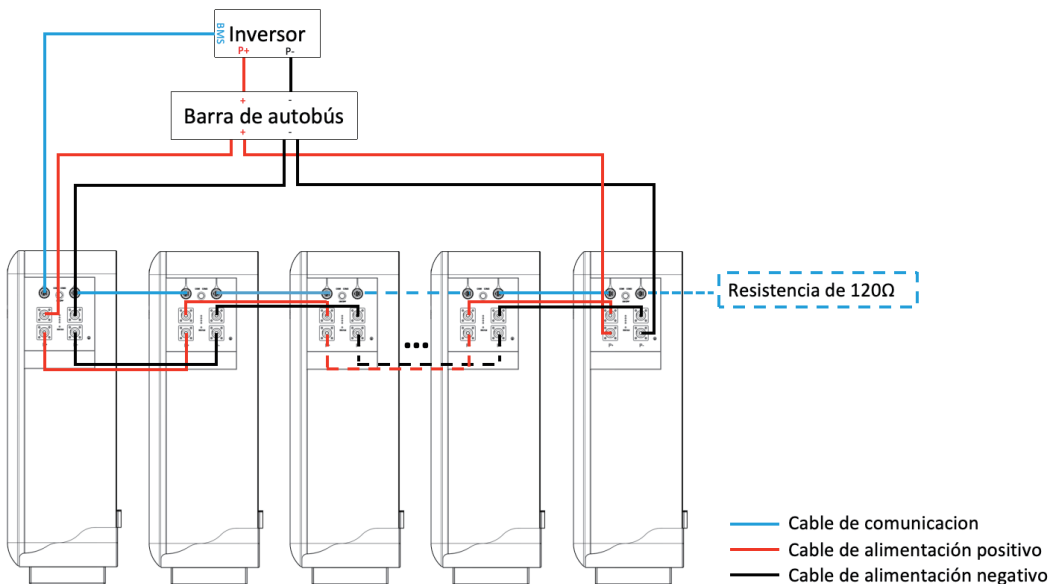 BMS
Inversor
P+ P-
+ -
Barra de autobús
+ -
Resistencia de 120Ω
P+ P-
Cable de comunicacion
Cable de alimentación positivo
Cable de alimentación negativo